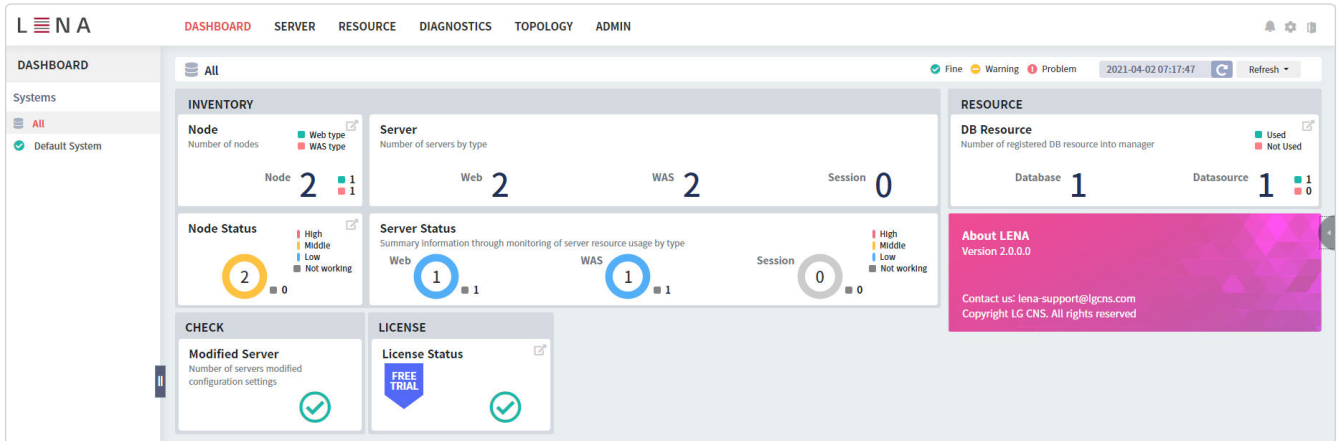 LENA
DASHBOARD SERVER RESOURCE DIAGNOSTICS TOPOLOGY ADMIN
DASHBOARD
Systems
All
Default System
All
Fine Warning Problem 2021-04-02 07:17:47 Refresh
INVENTORY
Node
Number of nodes
Web type
WAS type
Node 2
1
1
Server
Number of servers by type
Web 2 WAS 2 Session 0
Node Status
High
Middle
Low
Not working
2
0
Server Status
Summary information through monitoring of server resource usage by type
High
Middle
Low
Not working
Web WAS Session
1 1 0
1 1 0
RESOURCE
DB Resource
Number of registered DB resource into manager
Used
Not Used
Database 1 Datasource 1
1
0
About LENA
Version 2.0.0.0
Contact us: lena-support@lgcns.com
Copyright LG CNS. All rights reserved
CHECK
Modified Server
Number of servers modified
configuration settings
LICENSE
License Status
FREE
TRIAL